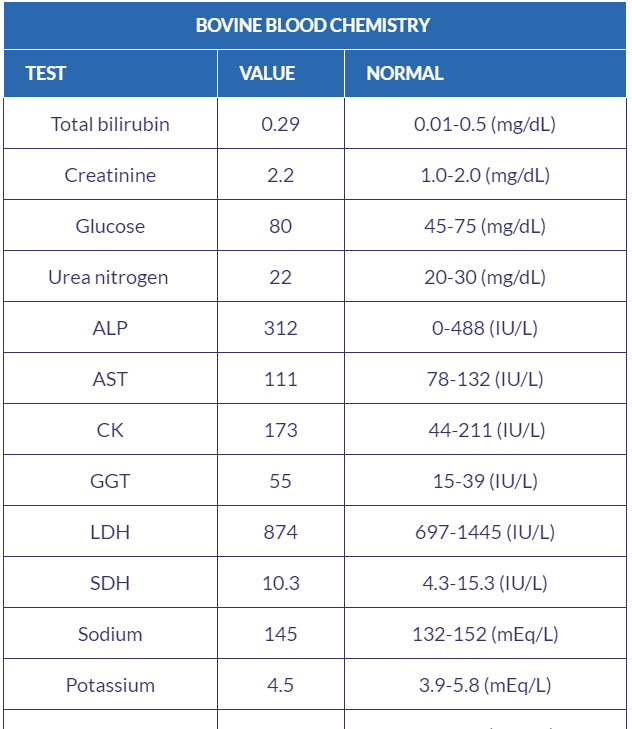 BOVINE BLOOD CHEMISTRY
TEST VALUE NORMAL
Total bilirubin 0.29 0.01-0.5 (mg/dL)
Creatinine 2.2 1.0-2.0 (mg/dL)
Glucose 80 45-75 (mg/dL)
Urea nitrogen 22 20-30 (mg/dL)
ALP 312 0-488 (IU/L)
AST 111 78-132 (IU/L)
CK 173 44-211 (IU/L)
GGT 55 15-39 (IU/L)
LDH 874 697-1445 (IU/L)
SDH 10.3 4.3-15.3 (IU/L)
Sodium 145 132-152 (mEq/L)
Potassium 4.5 3.9-5.8 (mEq/L)